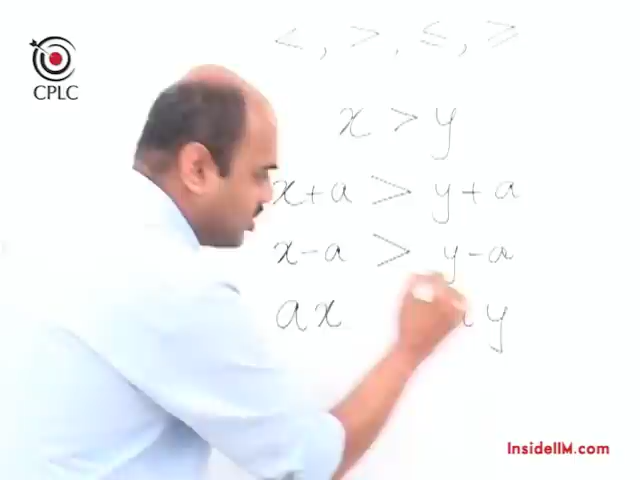 <, >, ≤, ≥
CPLC
x > y
x+a > y+a
x-a > y-a
ax y
InsideIIM.com